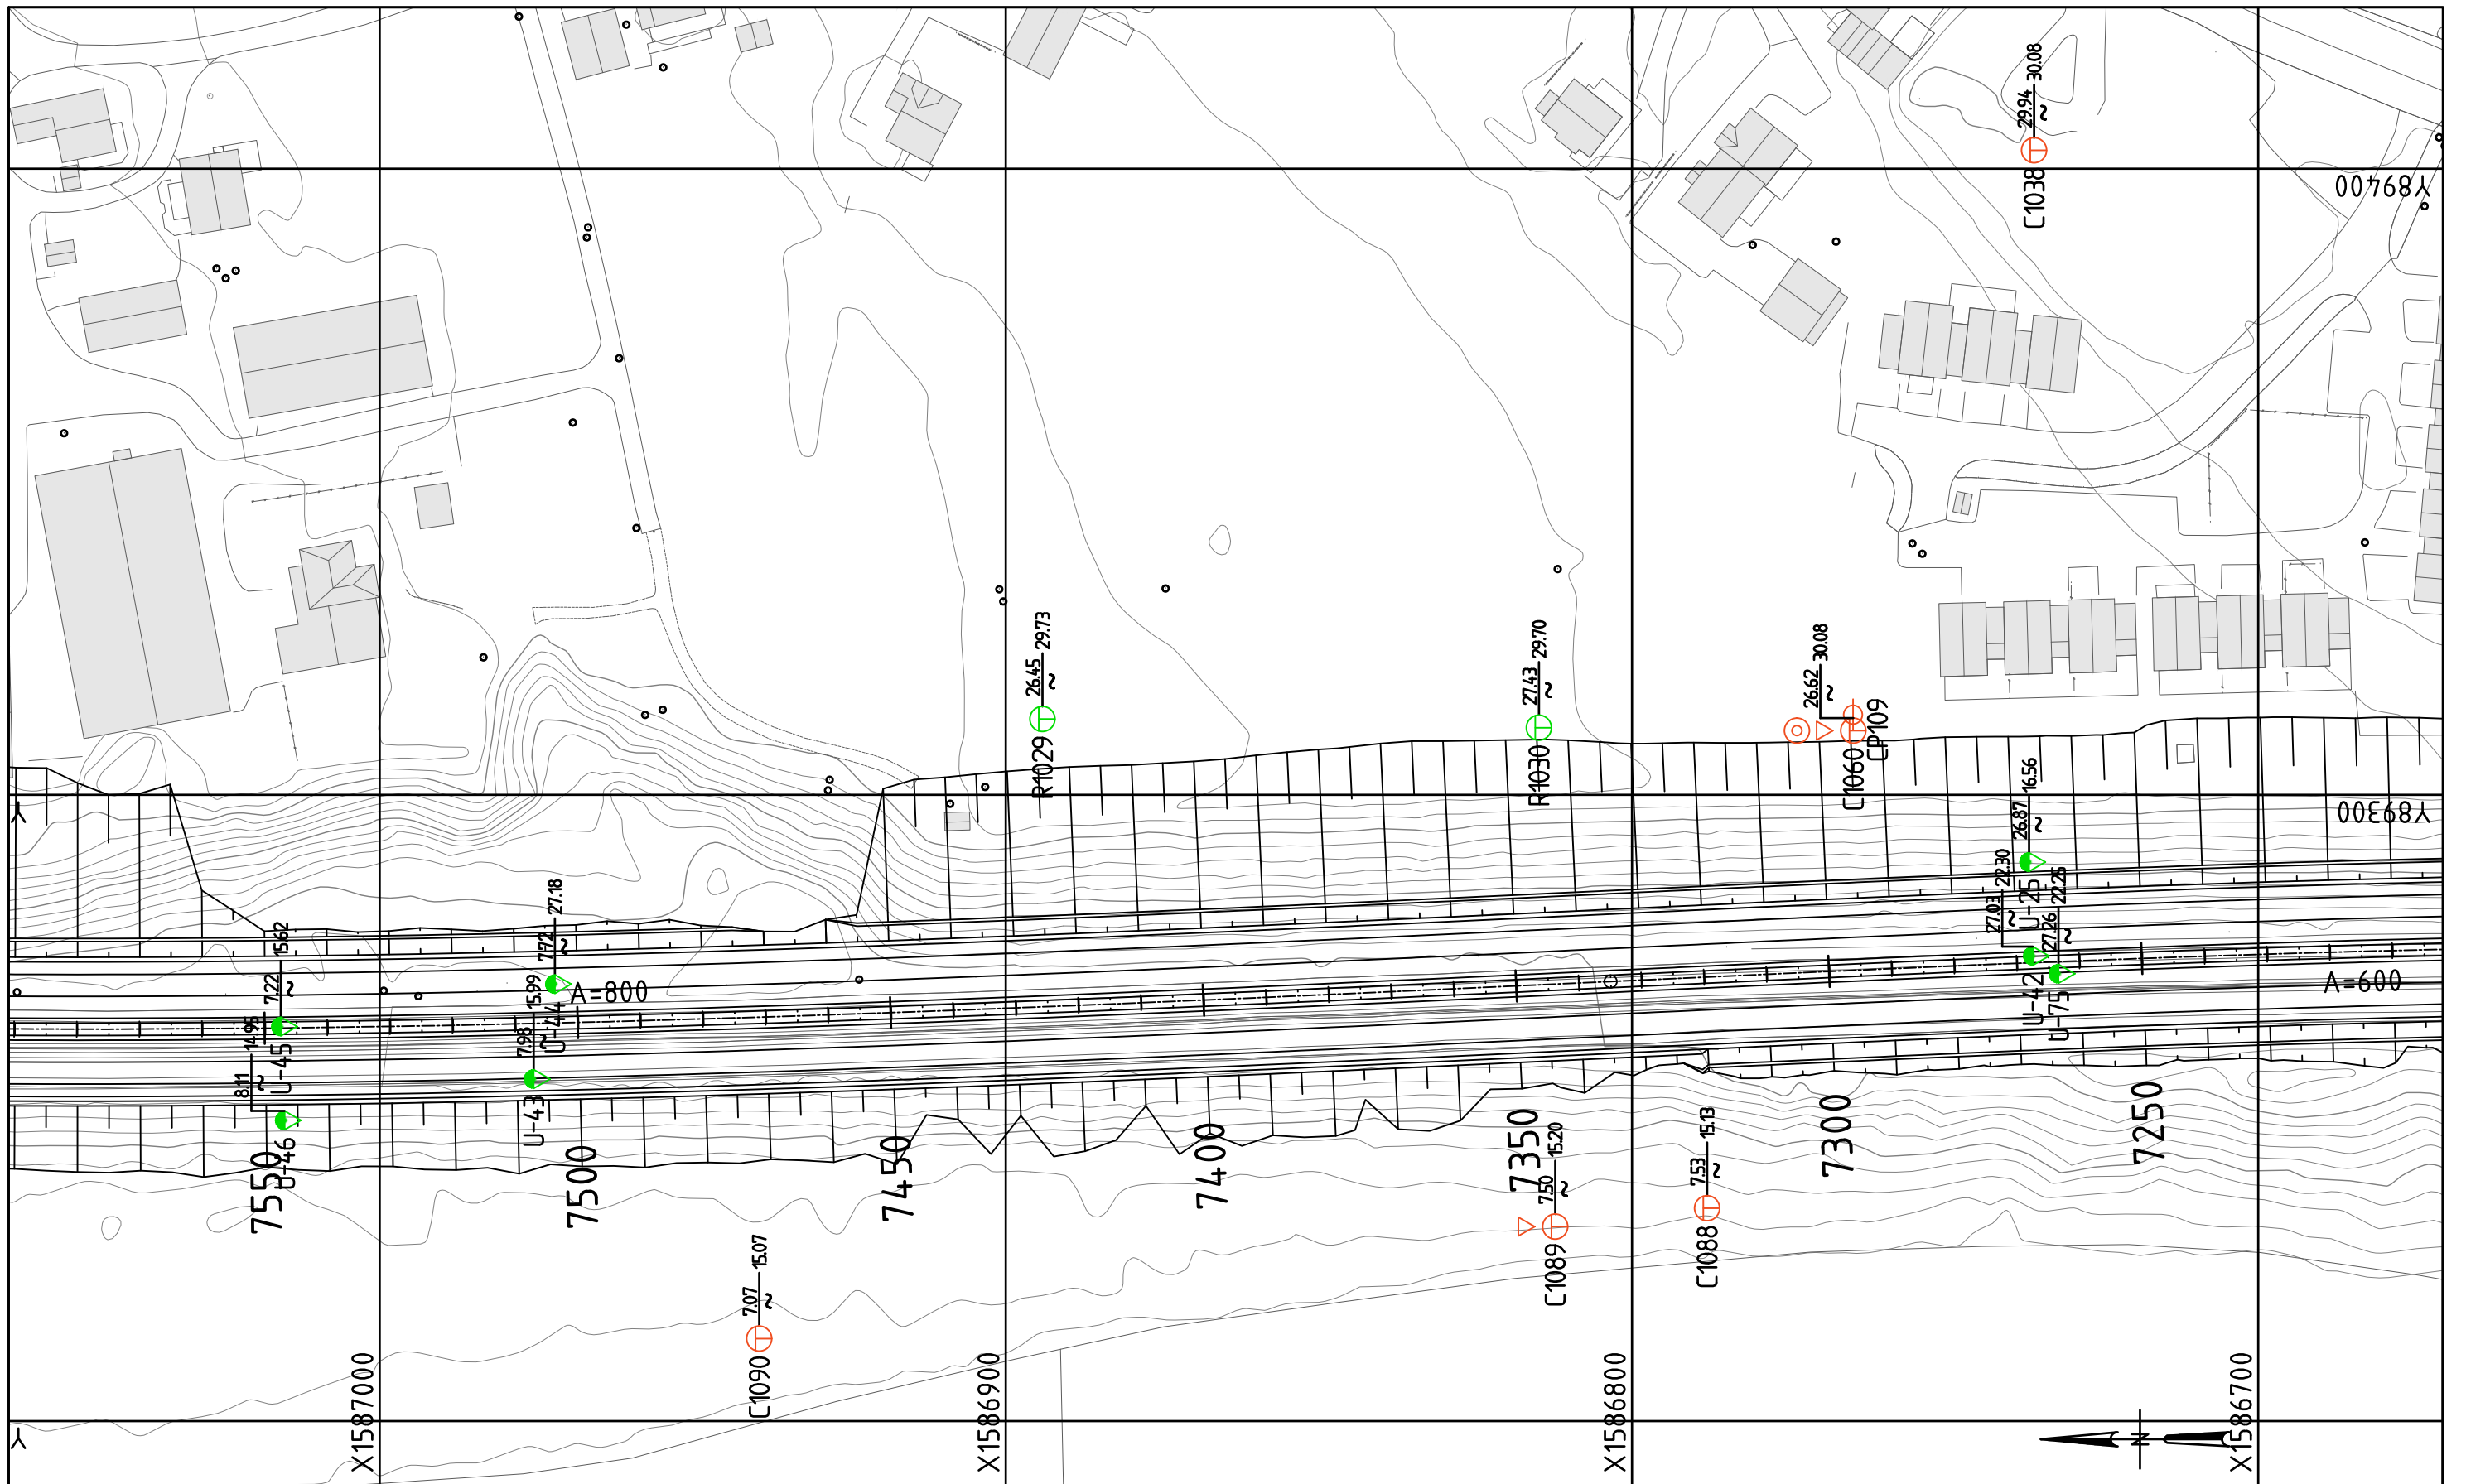 29.94 30.08
C1038
Y89400
26.45 29.73
R1029
27.43 29.70
R1030
26.62 30.08
C1060
CP109
Y89300
26.87 16.56
U-25
27.03 22.30
U-42
27.26 22.25
U-75
7.72 27.18
U-44
7.22 15.62
U-45
7.98 15.99
U-43
8.11 14.95
U-46
A=800
A=600
7550
7500
7450
7400
7350
7300
7250
7.50 15.20
C1089
7.53 15.13
C1088
7.07 15.07
C1090
X1587000
X1586900
X1586800
X1586700
N
Y
Y